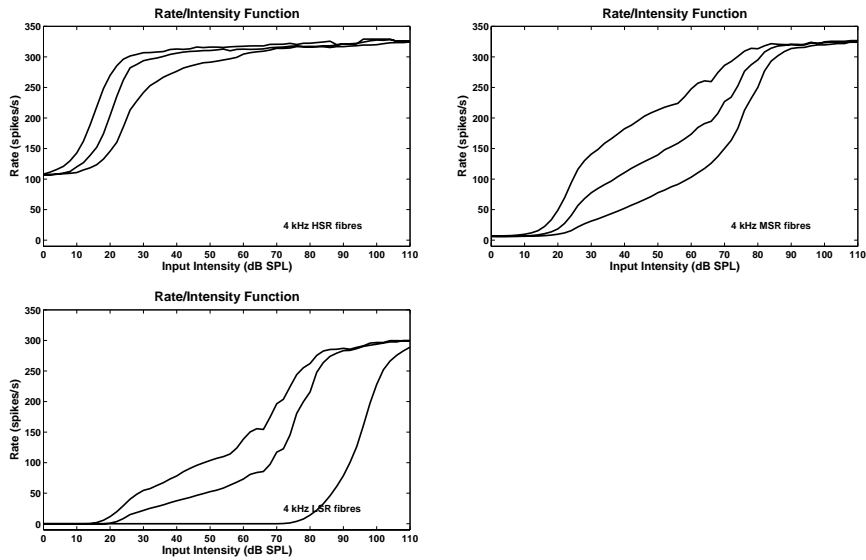 Rate/Intensity Function
350
300
250
200
150
100
50
0
Rate (spikes/s)
4 kHz HSR fibres
0 10 20 30 40 50 60 70 80 90 100 110
Input Intensity (dB SPL)
Rate/Intensity Function
350
300
250
200
150
100
50
0
Rate (spikes/s)
4 kHz MSR fibres
0 10 20 30 40 50 60 70 80 90 100 110
Input Intensity (dB SPL)
Rate/Intensity Function
350
300
250
200
150
100
50
0
Rate (spikes/s)
4 kHz LSR fibres
0 10 20 30 40 50 60 70 80 90 100 110
Input Intensity (dB SPL)